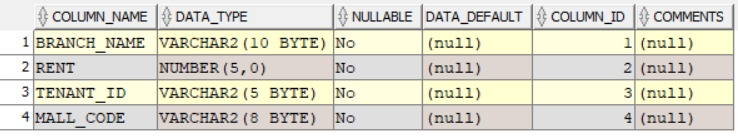 COLUMN_NAME DATA_TYPE NULLABLE DATA_DEFAULT COLUMN_ID COMMENTS
1 BRANCH_NAME VARCHAR2(10 BYTE) No (null) 1 (null)
2 RENT NUMBER(5,0) No (null) 2 (null)
3 TENANT_ID VARCHAR2(5 BYTE) No (null) 3 (null)
4 MALL_CODE VARCHAR2(8 BYTE) No (null) 4 (null)